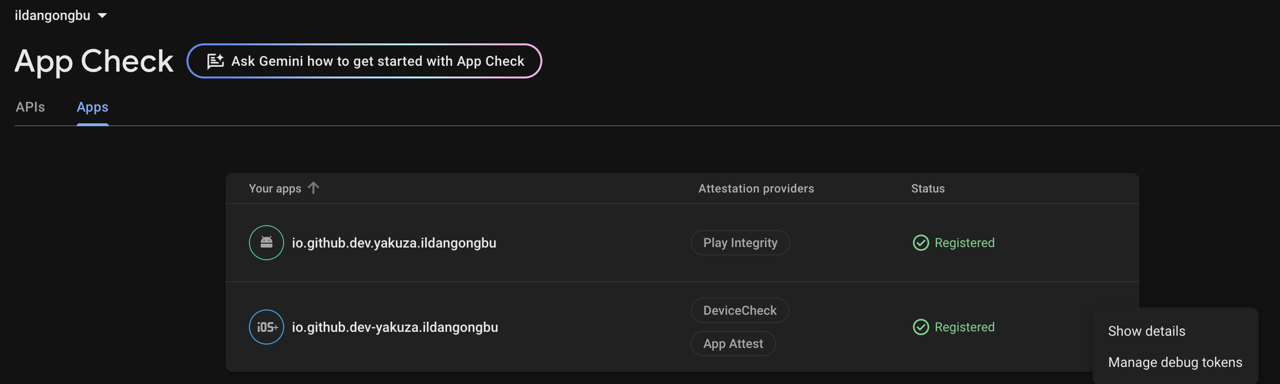 ildangongbu
App Check
Ask Gemini how to get started with App Check
APIs Apps
Your apps Attestation providers Status
io.github.dev.yakuza.ildangongbu Play Integrity Registered
iOS+ io.github.dev-yakuza.ildangongbu DeviceCheck Registered
App Attest
Show details
Manage debug tokens